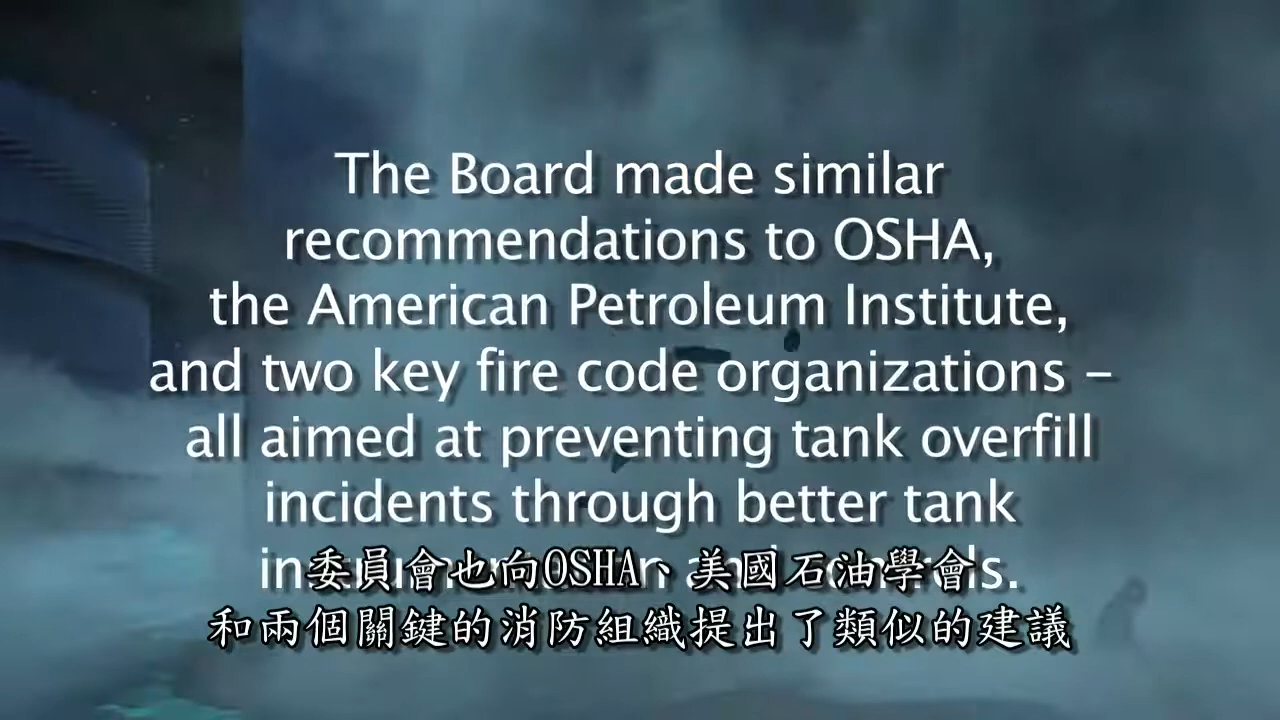 The Board made similar
recommendations to OSHA,
the American Petroleum Institute,
and two key fire code organizations –
all aimed at preventing tank overfill
incidents through better tank
委員會也向OSHA、美國石油學會
和兩個關鍵的消防組織提出了類似的建議